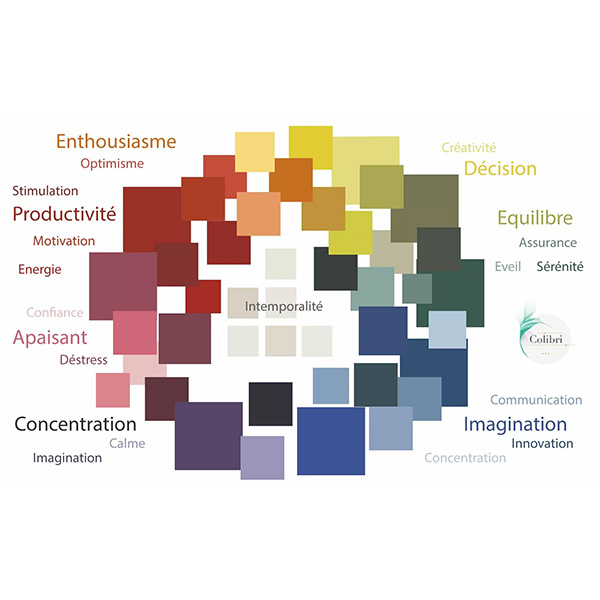 Enthousiasme
Optimisme
Stimulation
Productivité
Motivation
Energie
Confiance
Apaisant
Déstress
Concentration
Calme
Imagination
Intemporalité
Créativité
Décision
Equilibre
Assurance
Eveil Sérénité
Colibri
Communication
Imagination
Innovation
Concentration